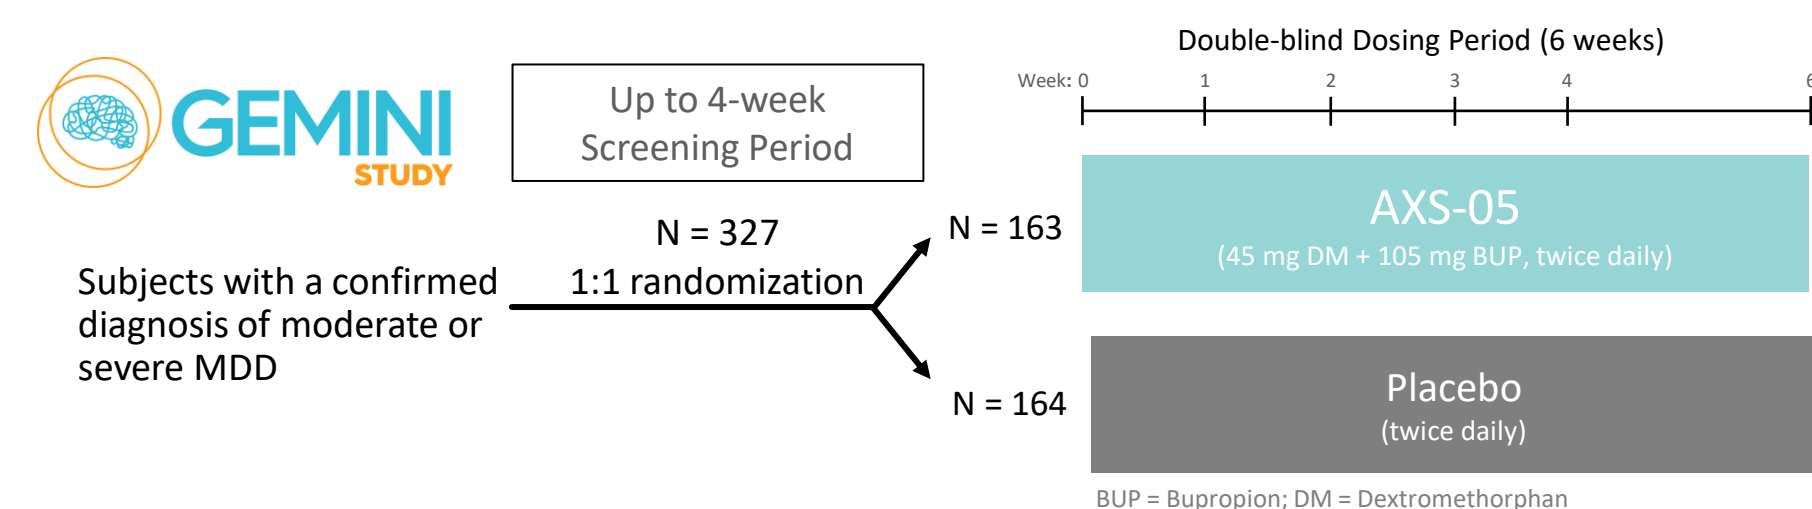 GEMINI
STUDY
Up to 4-week
Screening Period
N = 327
1:1 randomization
Subjects with a confirmed
diagnosis of moderate or
severe MDD
N = 163
N = 164
Double-blind Dosing Period (6 weeks)
Week: 0 1 2 3 4 6
AXS-05
(45 mg DM + 105 mg BUP, twice daily)
Placebo
(twice daily)
BUP = Bupropion; DM = Dextromethorphan